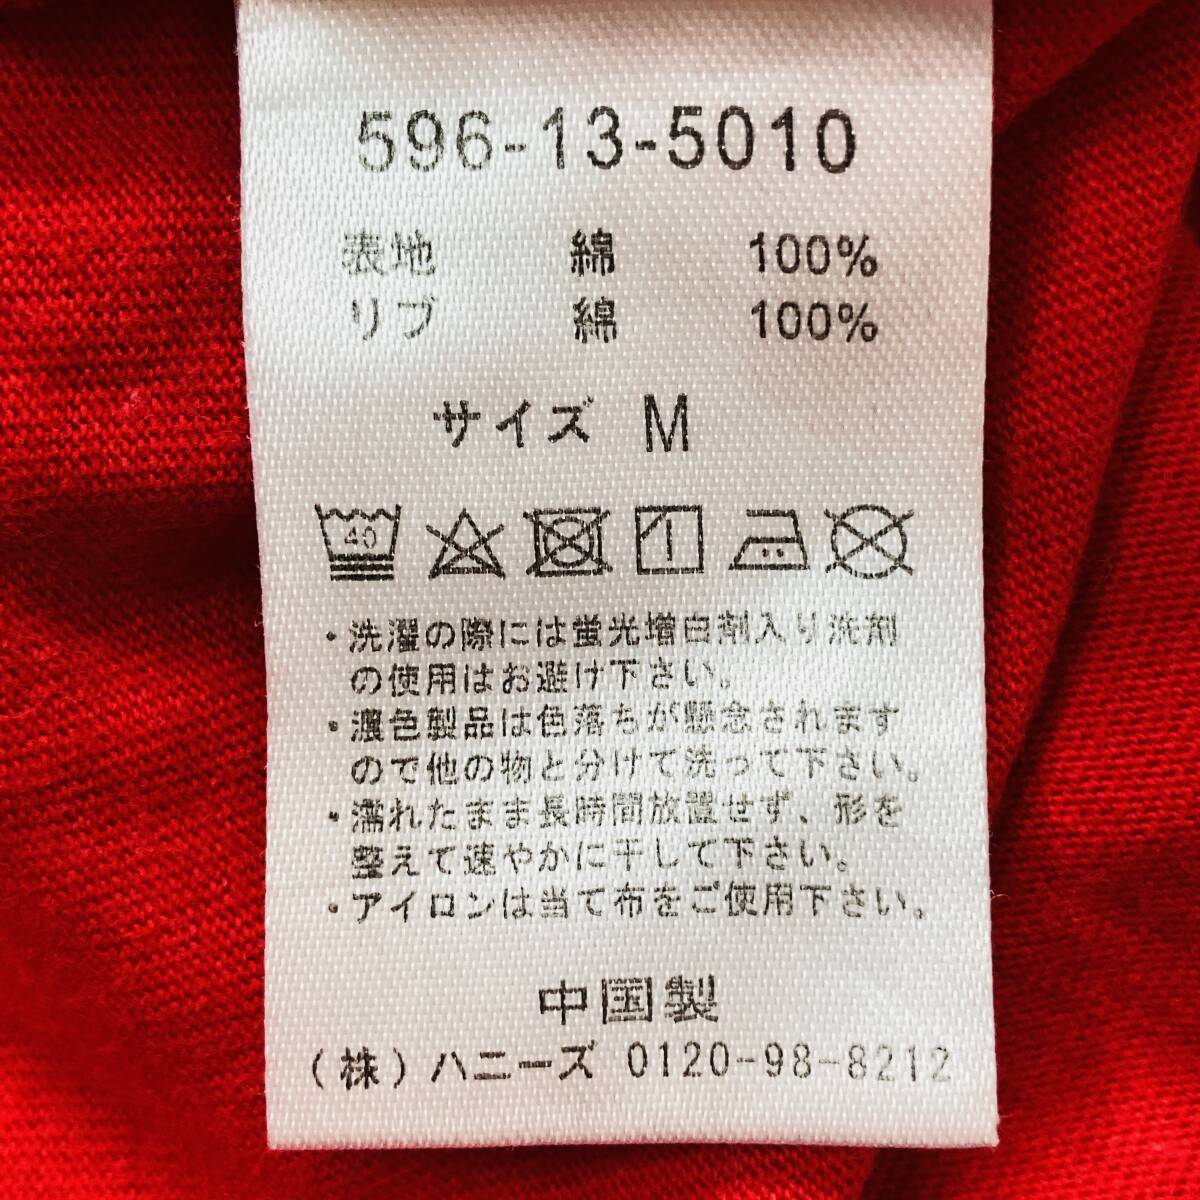 596-13-5010
表地 綿 100%
リブ 綿 100%
サイズ M
40
・洗濯の際には蛍光増白剤入り洗剤
の使用はお避け下さい。
・濃色製品は色落ちが懸念されます
ので他の物と分けて洗って下さい。
・濡れたまま長時間放置せず、形を
整えて速やかに干して下さい。
・アイロンは当て布をご使用下さい。
中国製
(株)ハニーズ 0120-98-8212